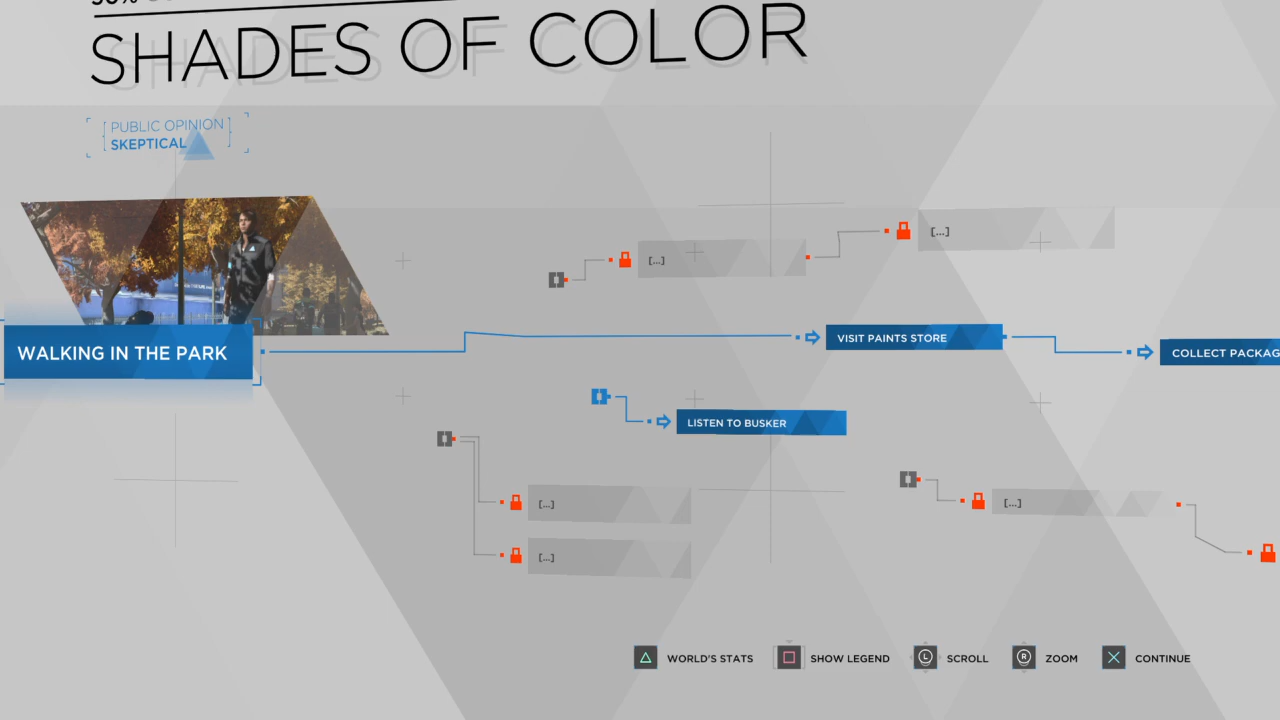 SHADES OF COLOR
PUBLIC OPINION
SKEPTICAL
[...]
[...]
WALKING IN THE PARK
VISIT PAINTS STORE
COLLECT PACKAG
LISTEN TO BUSKER
[...]
[...]
[...]
WORLD'S STATS
SHOW LEGEND
L
SCROLL
R
ZOOM
CONTINUE